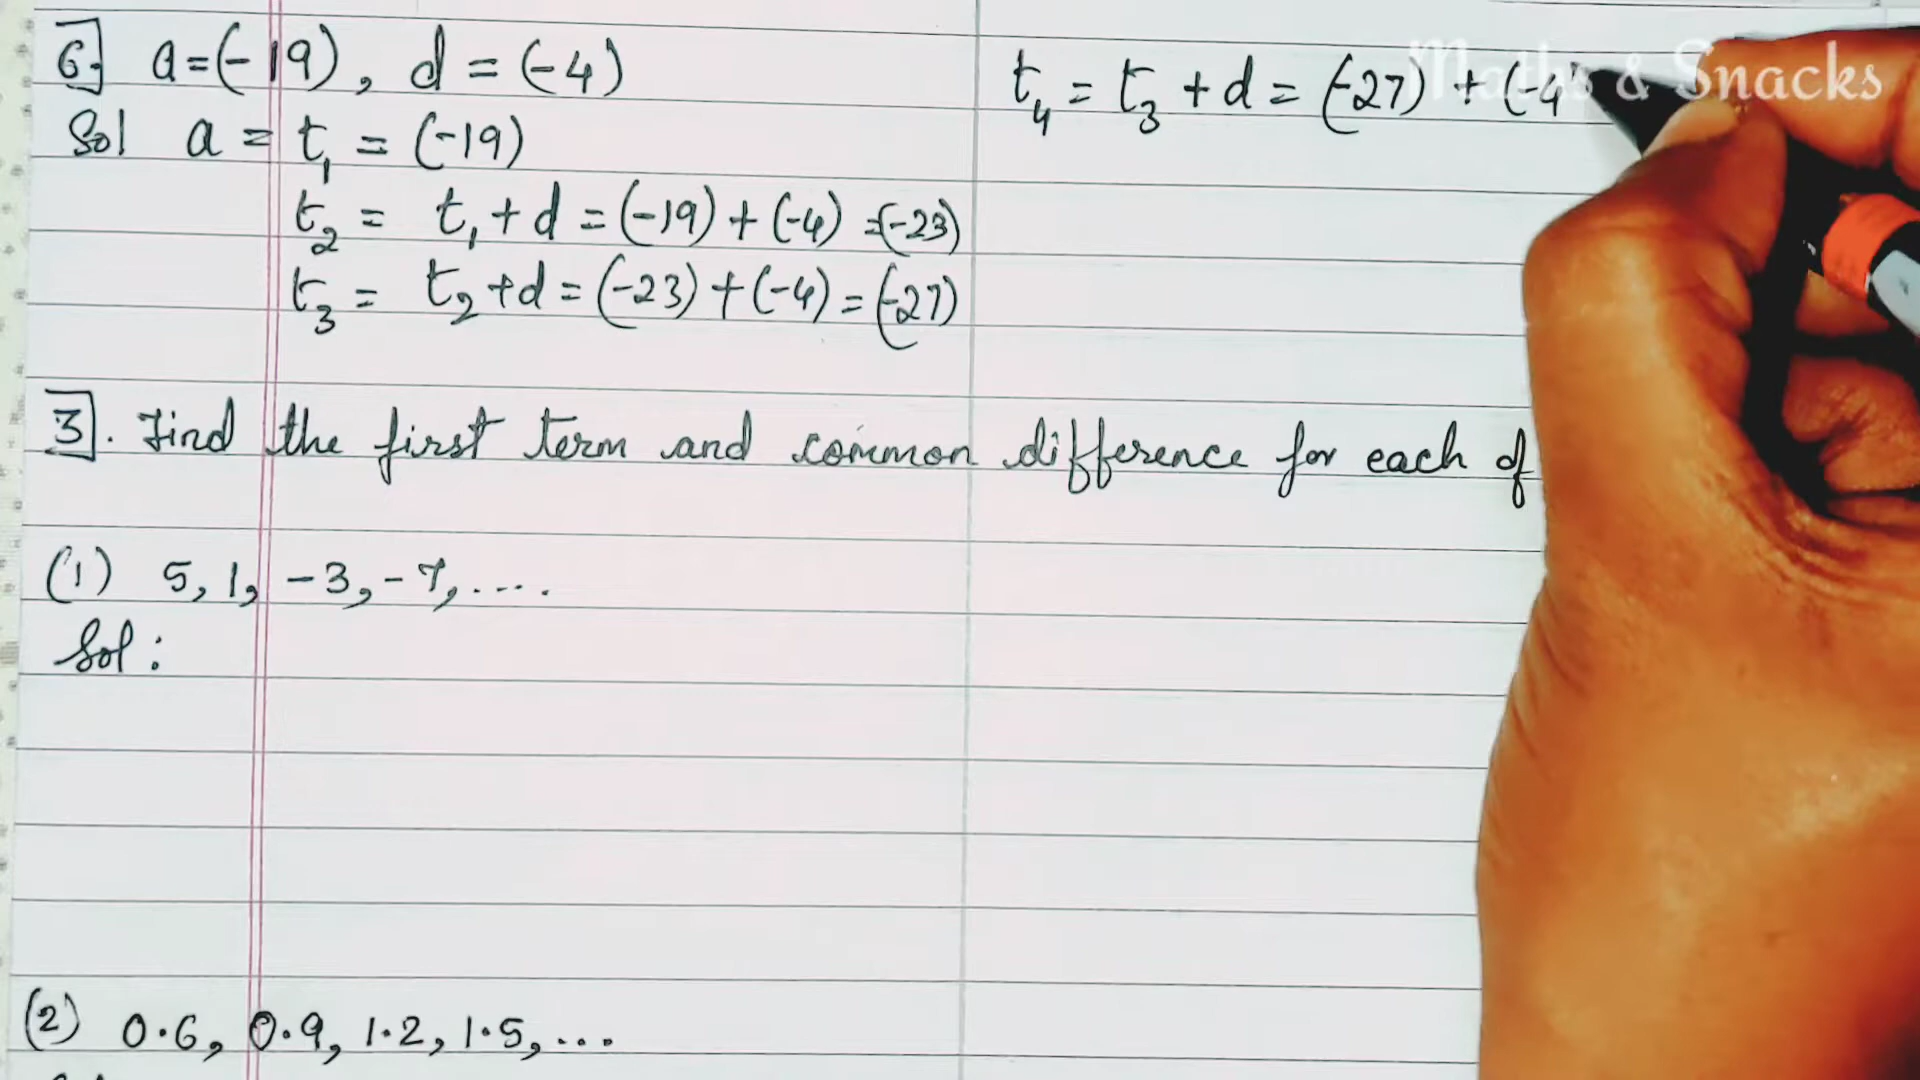 6. a=(-19), d = (-4)
Sol a = t₁ = (-19)
t₂ = t₁+d = (-19) + (-4) =(-23)
t₃ = t₂+d = (-23)+(-4) = (-27)
t₄ = t₃ + d = (-27) + (-4
Maths & Snacks
3. Find the first term and common difference for each of
(1) 5, 1, -3, -7, ....
Sol :
(2) 0.6, 0.9, 1.2, 1.5, ...